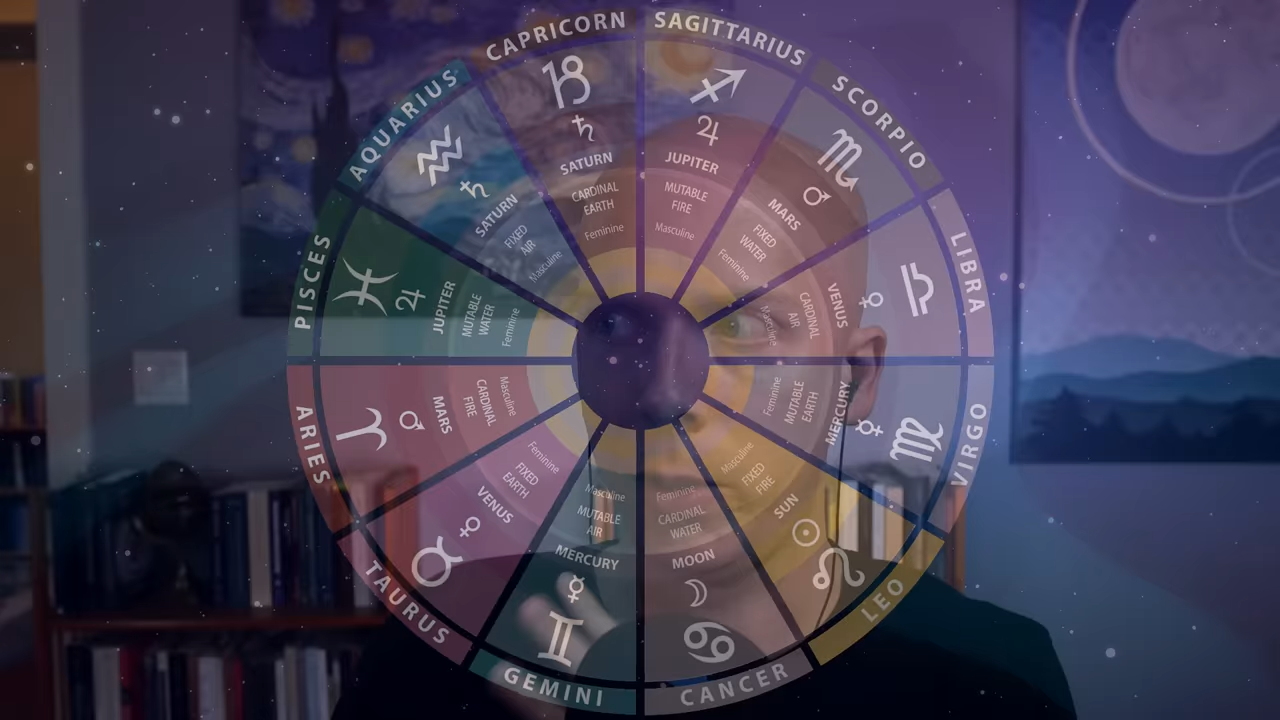 CAPRICORN
♑
♄
SATURN
CARDINAL
EARTH
Feminine
SAGITTARIUS
♐
♃
JUPITER
MUTABLE
FIRE
Masculine
SCORPIO
♏
♂
MARS
FIXED
WATER
Feminine
LIBRA
♎
♀
VENUS
CARDINAL
AIR
Masculine
VIRGO
♍
☿
MERCURY
MUTABLE
EARTH
Feminine
LEO
♌
☉
SUN
FIXED
FIRE
Masculine
CANCER
♋
☽
MOON
CARDINAL
WATER
Feminine
GEMINI
♊
☿
MERCURY
MUTABLE
AIR
Masculine
TAURUS
♉
♀
VENUS
FIXED
EARTH
Feminine
ARIES
♈
♂
MARS
CARDINAL
FIRE
Masculine
PISCES
♓
♃
JUPITER
MUTABLE
WATER
Feminine
AQUARIUS
♒
♄
SATURN
FIXED
AIR
Masculine